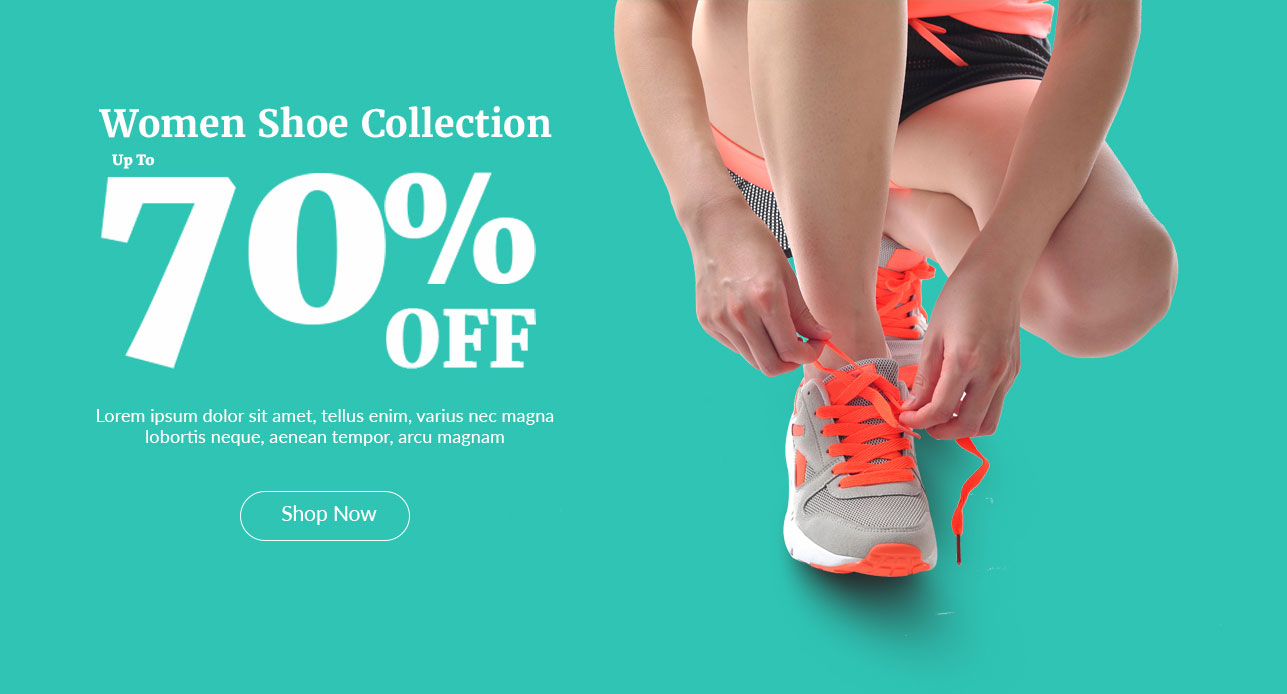 Women Shoe Collection
Up To
70%
OFF
Lorem ipsum dolor sit amet, tellus enim, varius nec magna
lobortis neque, aenean tempor, arcu magnam
Shop Now